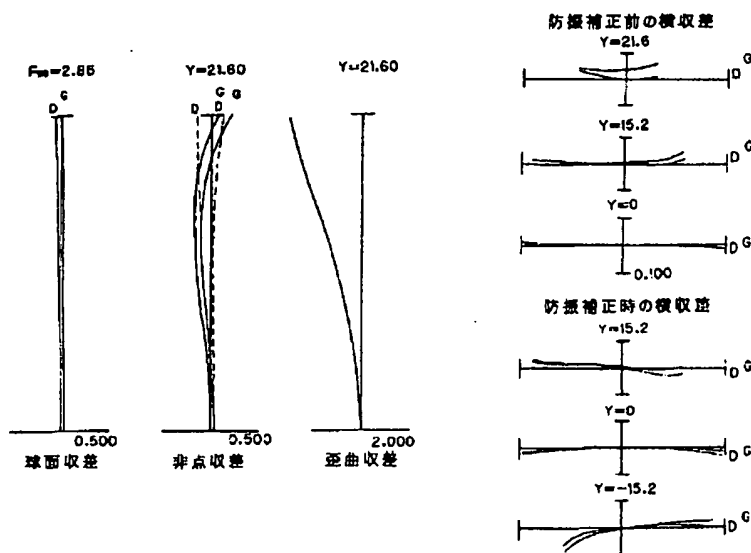 FNO=2.86
D
G
0.500
球面収差
Y=21.60
D
G
D
G
0.500
非点収差
Y=21.60
2.000
歪曲収差
防振補正前の横収差
Y=21.6
D
G
Y=15.2
D
G
Y=0
D
G
0.100
防振補正時の横収差
Y=15.2
D
G
Y=0
D
G
Y=-15.2
D
G